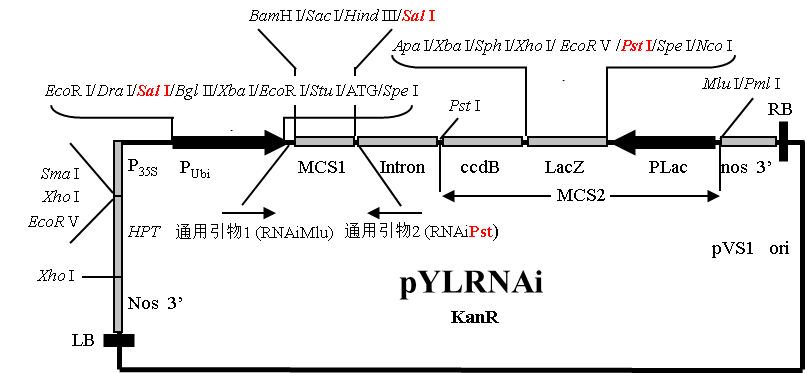 BamH I/Sac I/Hind III/Sal I
Apa I/Xba I/Sph I/Xho I/ EcoR V /Pst I/Spe I/Nco I
EcoR I/Dra I/Sal I/Bgl II/Xba I/EcoR I/Stu I/ATG/Spe I
Pst I
Mlu I/Pml I
RB
P35S
PUbi
MCS1
Intron
ccdB
LacZ
PLac
nos 3’
Sma I
Xho I
EcoR V
MCS2
HPT
通用引物1 (RNAiMlu)
通用引物2 (RNAiPst)
pVS1 ori
Xho I
pYLRNAi
Nos 3’
KanR
LB